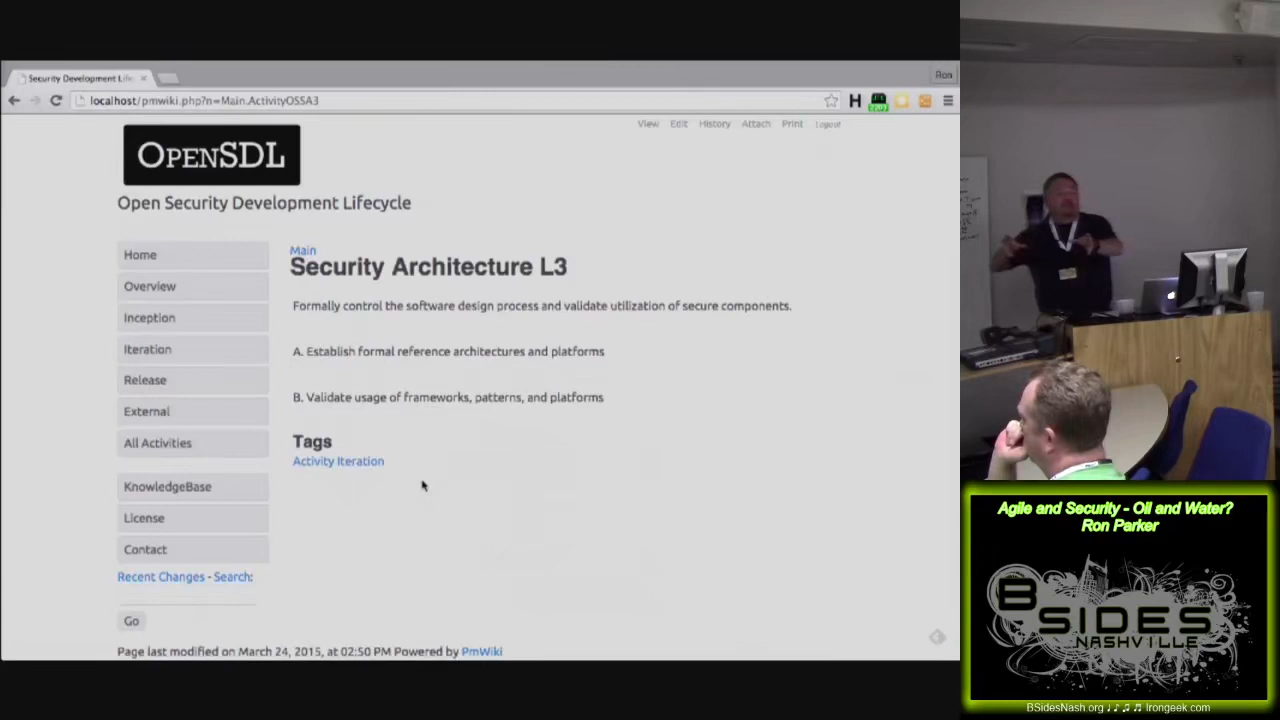 Security Development Life
Ron
localhost/pmwiki.php?n=Main.ActivityOSSA3
H
View Edit History Attach Print Logout
OPENSDL
Open Security Development Lifecycle
Home
Overview
Inception
Iteration
Release
External
All Activities
KnowledgeBase
License
Contact
Recent Changes - Search:
Go
Main
Security Architecture L3
Formally control the software design process and validate utilization of secure components.
A. Establish formal reference architectures and platforms
B. Validate usage of frameworks, patterns, and platforms
Tags
Activity Iteration
Page last modified on March 24, 2015, at 02:50 PM Powered by PmWiki
Agile and Security - Oil and Water?
Ron Parker
BSIDES
NASHVILLE
BSidesNash.org ♩♪♫♬ Irongeek.com